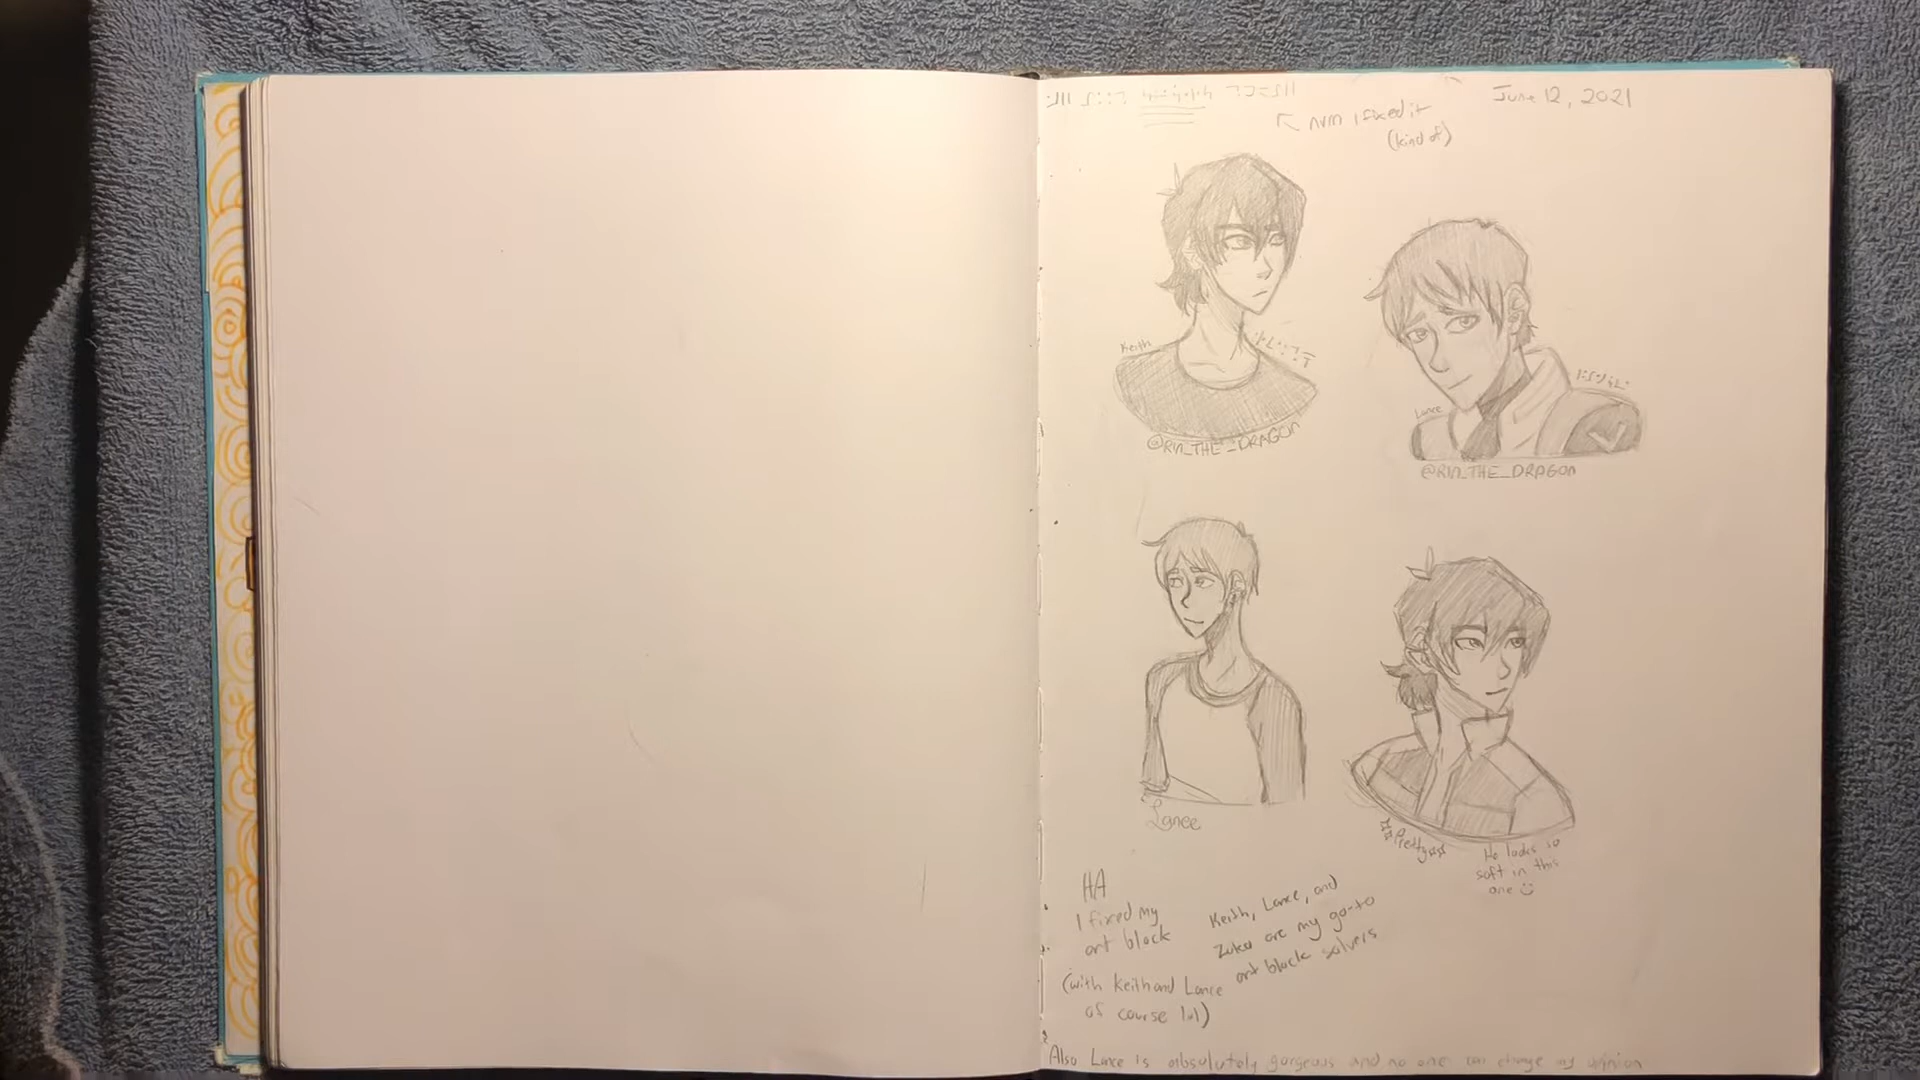 June 12, 2021
nvm I fixed it
(kind of)
Keith
@RIN_THE_DRAGON
Lance
@RIN_THE_DRAGON
Lance
Pretty
He looks so
soft in this
one
HA
I fixed my
art block
(with Keith and Lance
of course lol)
Keith, Lance, and
Zuko are my go-to
art block solvers
Also Lance is absolutely gorgeous and no one can change my opinion